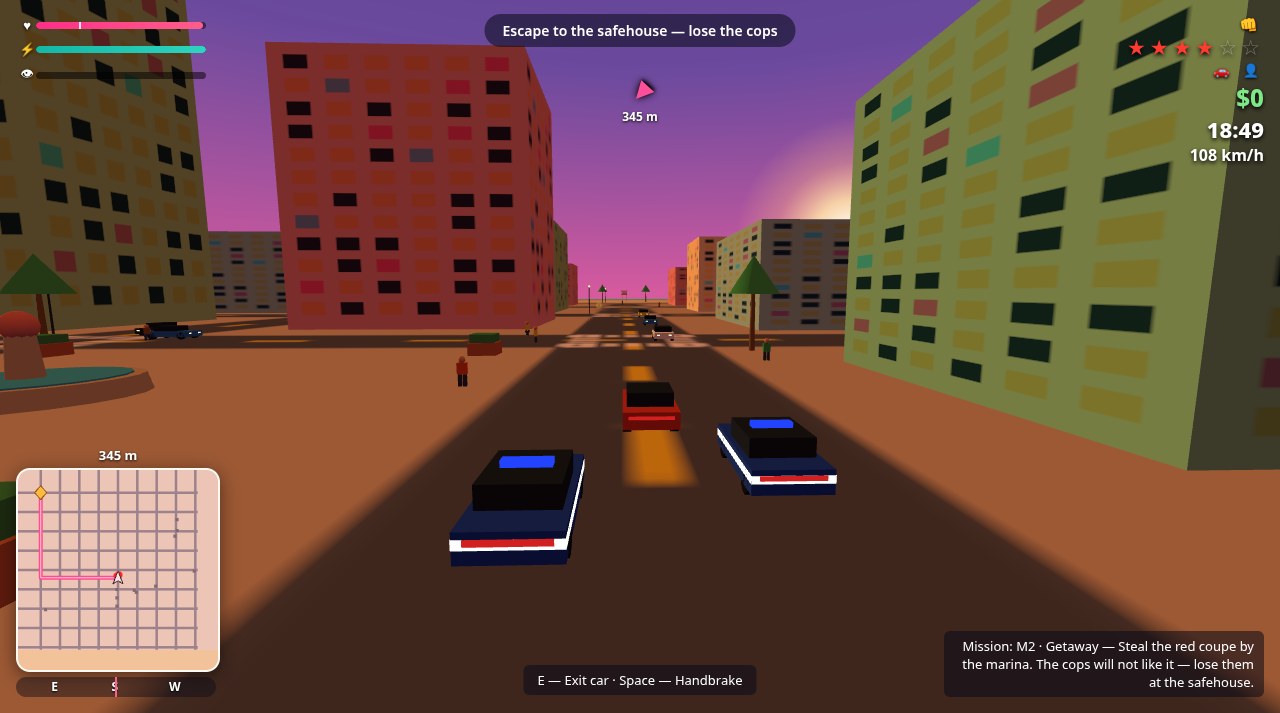 Escape to the safehouse — lose the cops
345 m
$0
18:49
108 km/h
345 m
E S W
E — Exit car · Space — Handbrake
Mission: M2 · Getaway — Steal the red coupe by
the marina. The cops will not like it — lose them
at the safehouse.